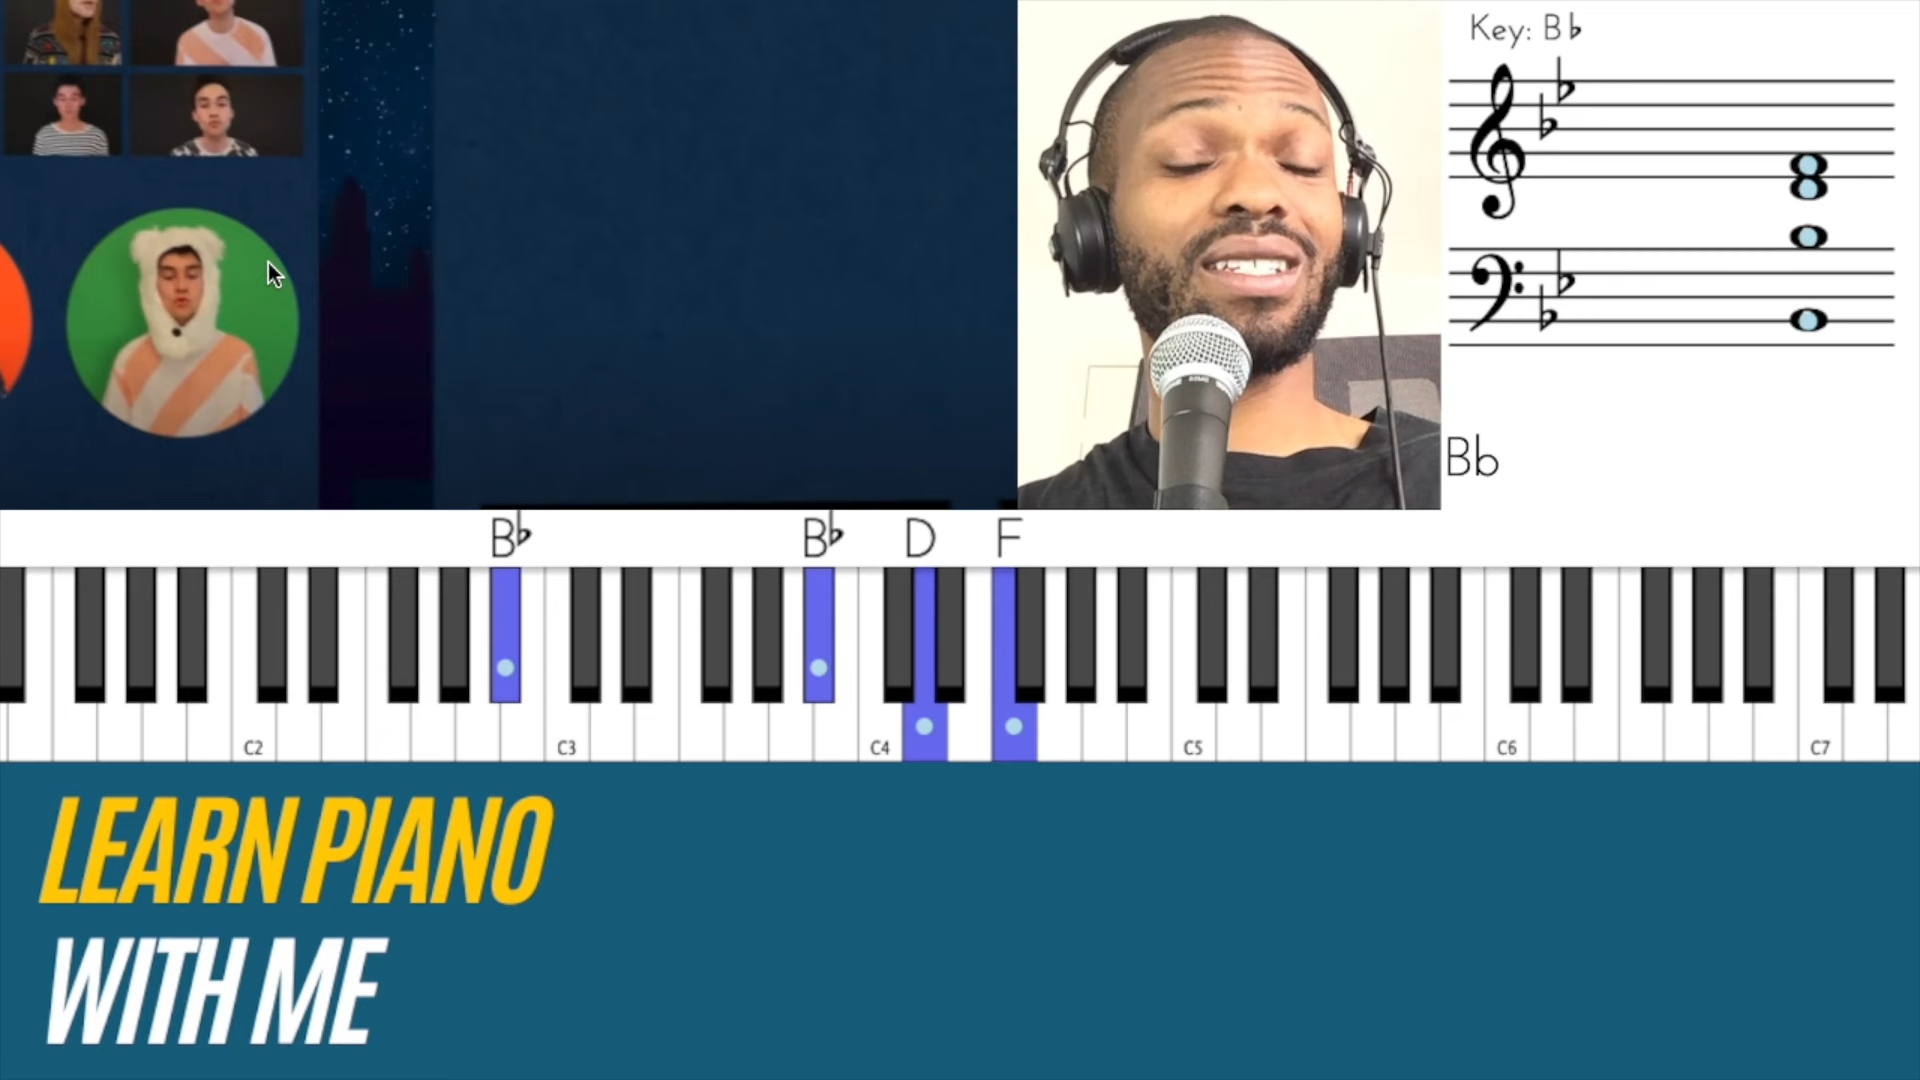 Key: B♭
Bb
B♭ B♭ D F
C2 C3 C4 C5 C6 C7
LEARN PIANO
WITH ME